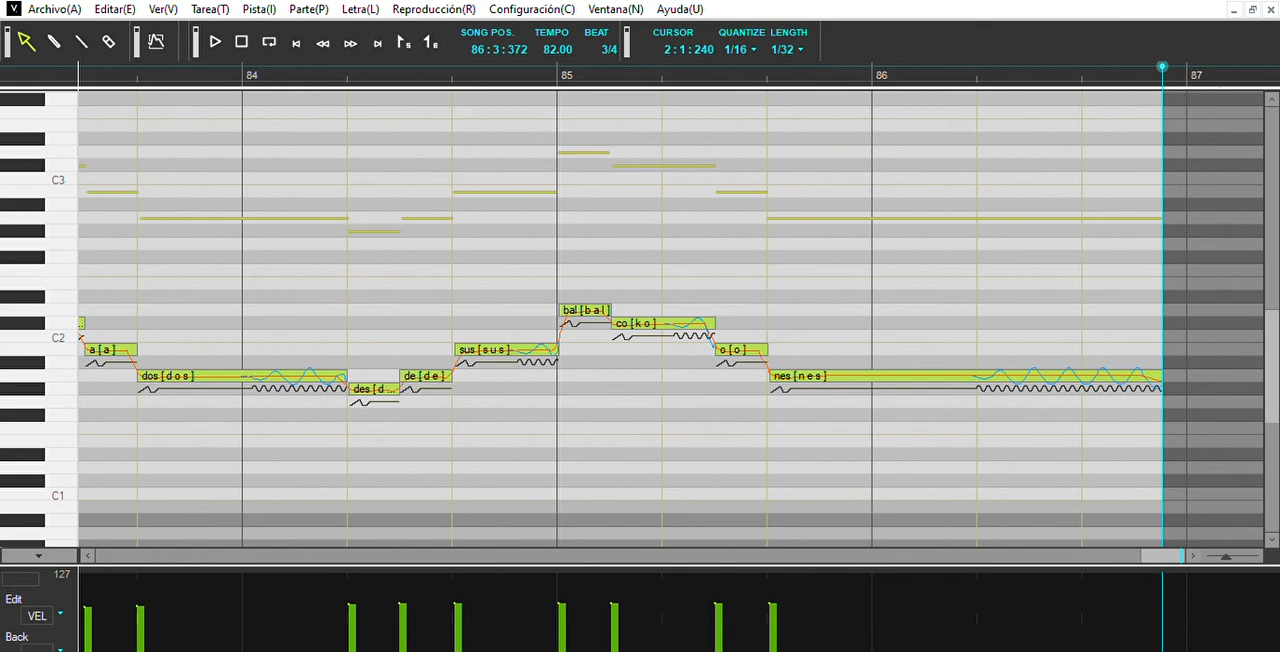 V. Archivo(A) Editar(E) Ver(V) Tarea(T) Pista(I) Parte(P) Letra(L) Reproducción(R) Configuración(C) Ventana(N) Ayuda(U)
SONG POS. TEMPO BEAT CURSOR QUANTIZE LENGTH
86 : 3 : 372 82.00 3/4 2 : 1 : 240 1/16 1/32
84 85 86 87
C3
bal [ b a l ]
... co [ k o ]
C2
a [ a ] sus [ s u s ] o [ o ]
dos [ d o s ] de [ d e ] nes [ n e s ]
des [ d ...
C1
127
Edit
VEL
Back